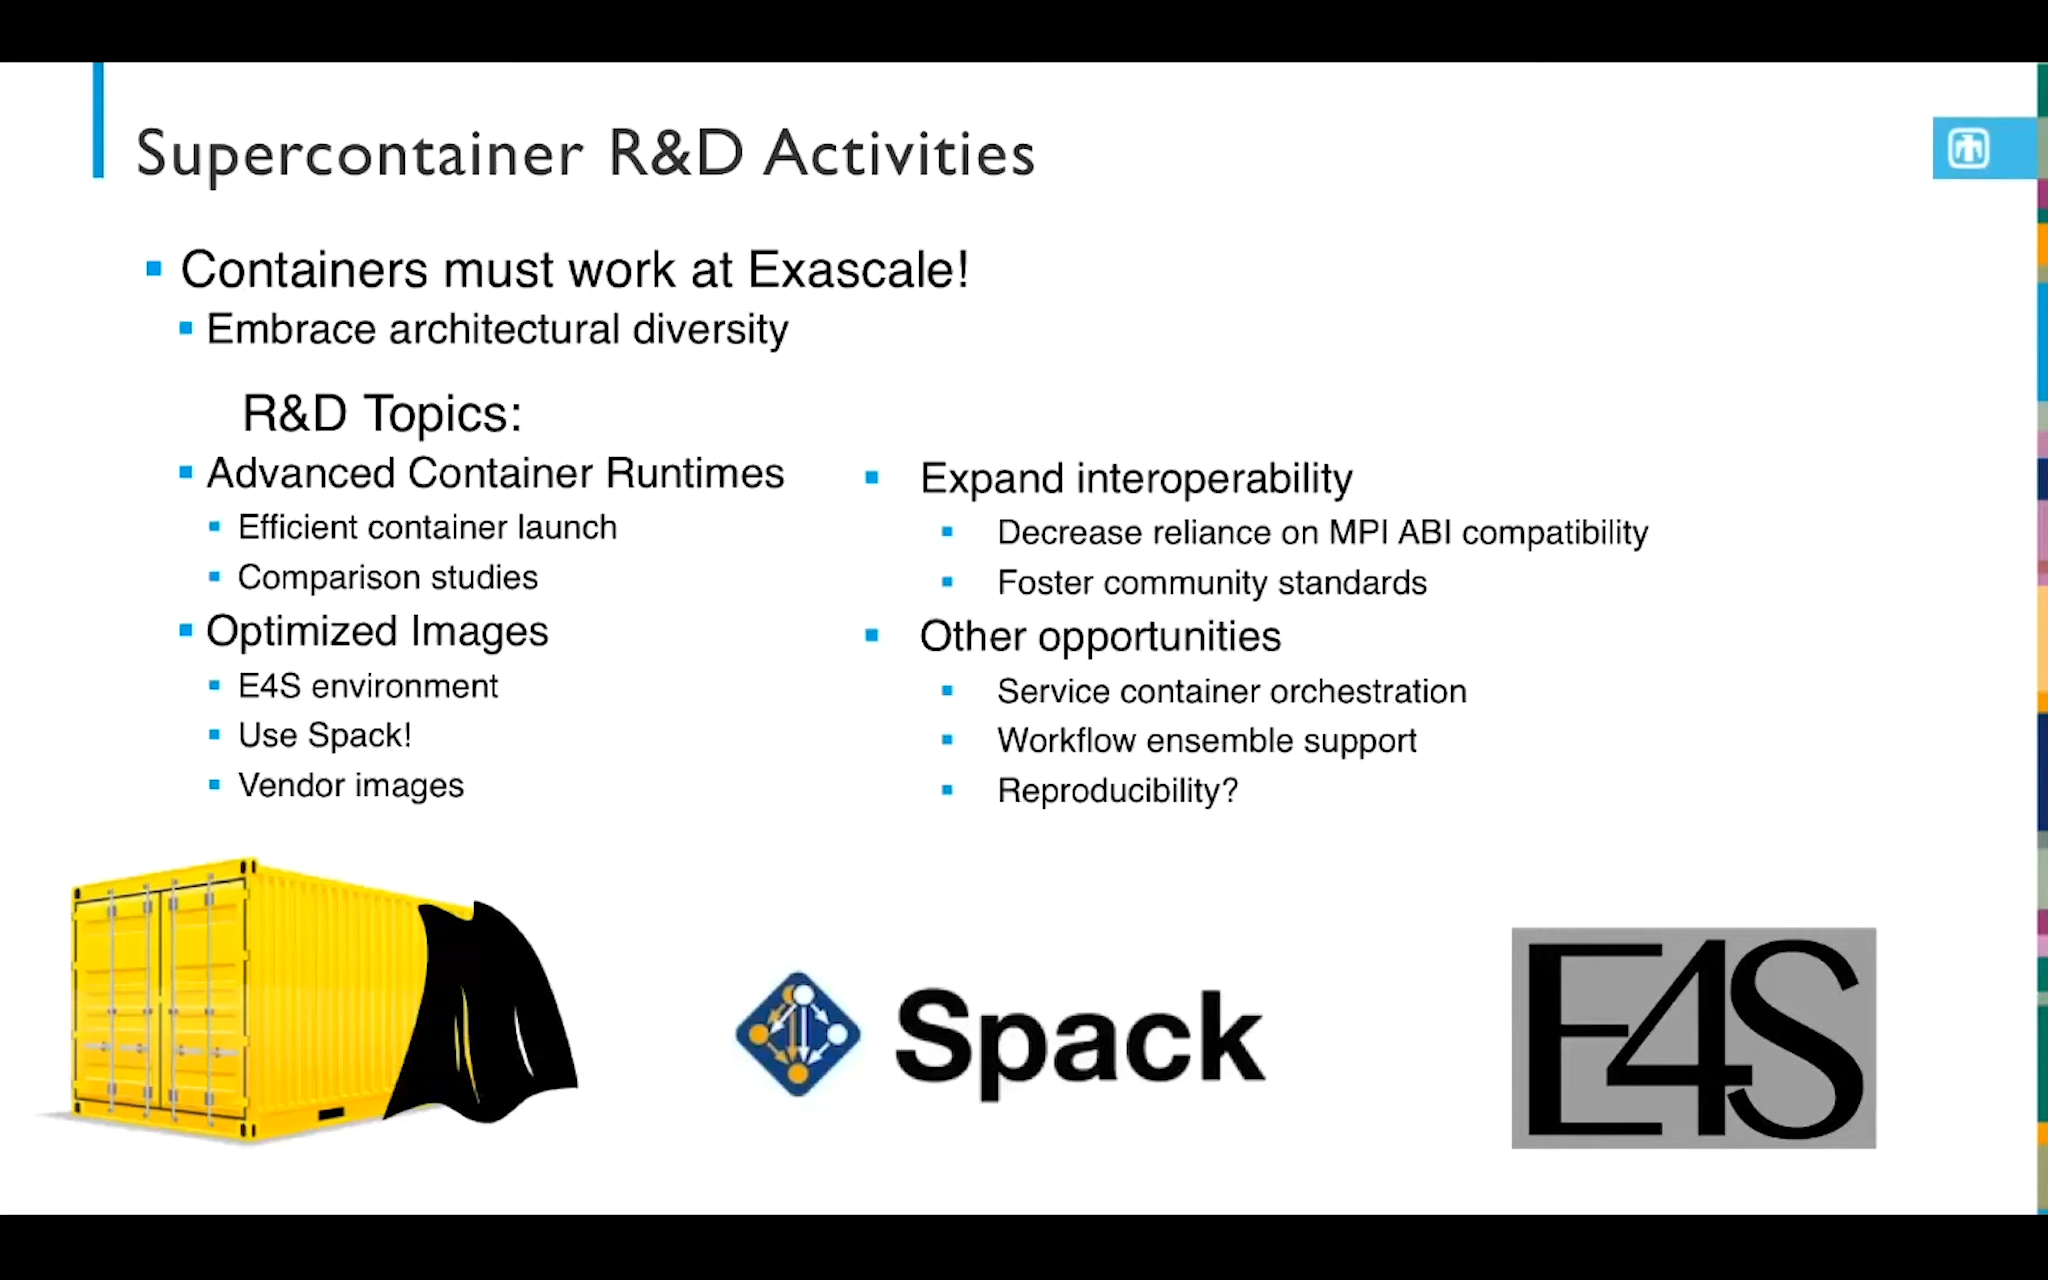 Supercontainer R&D Activities
Containers must work at Exascale!
Embrace architectural diversity
R&D Topics:
Advanced Container Runtimes
Efficient container launch
Comparison studies
Optimized Images
E4S environment
Use Spack!
Vendor images
Expand interoperability
Decrease reliance on MPI ABI compatibility
Foster community standards
Other opportunities
Service container orchestration
Workflow ensemble support
Reproducibility?
Spack
E4S